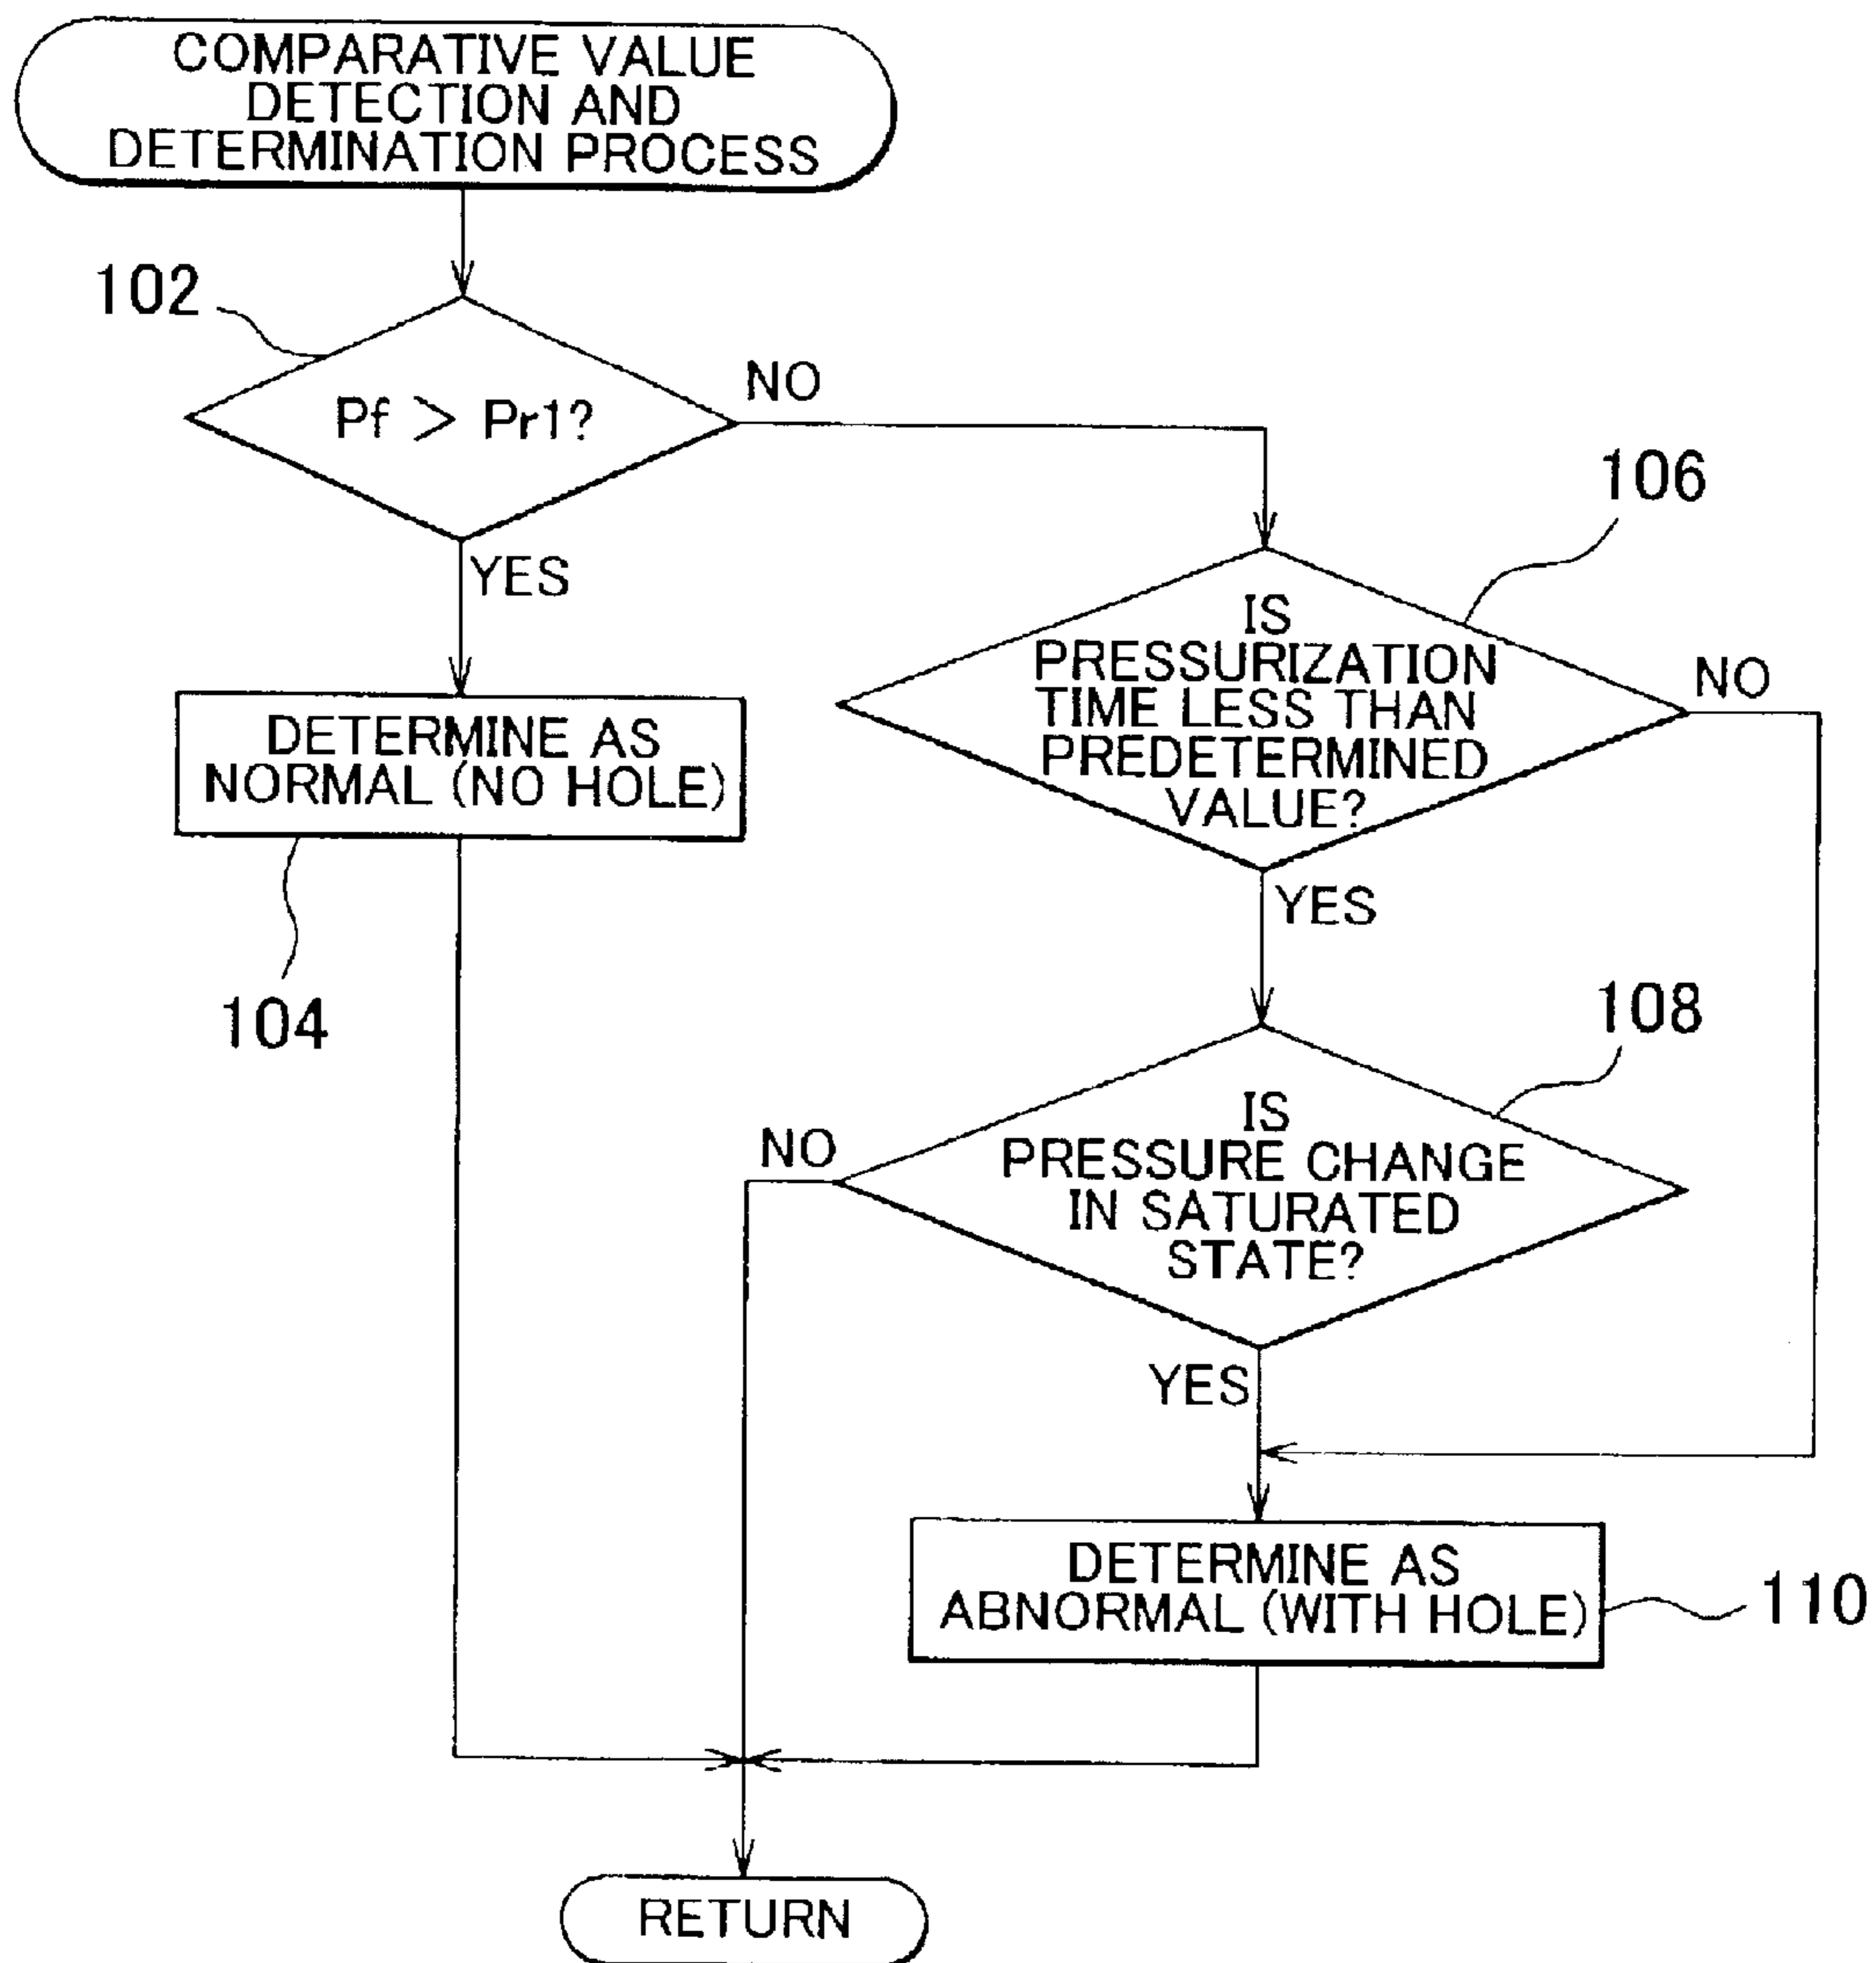 COMPARATIVE VALUE
DETECTION AND
DETERMINATION PROCESS
102
Pf > Pr1?
NO
YES
106
IS
PRESSURIZATION
TIME LESS THAN
PREDETERMINED
VALUE?
NO
YES
DETERMINE AS
NORMAL (NO HOLE)
104
108
IS
PRESSURE CHANGE
IN SATURATED
STATE?
NO
YES
DETERMINE AS
ABNORMAL (WITH HOLE)
110
RETURN